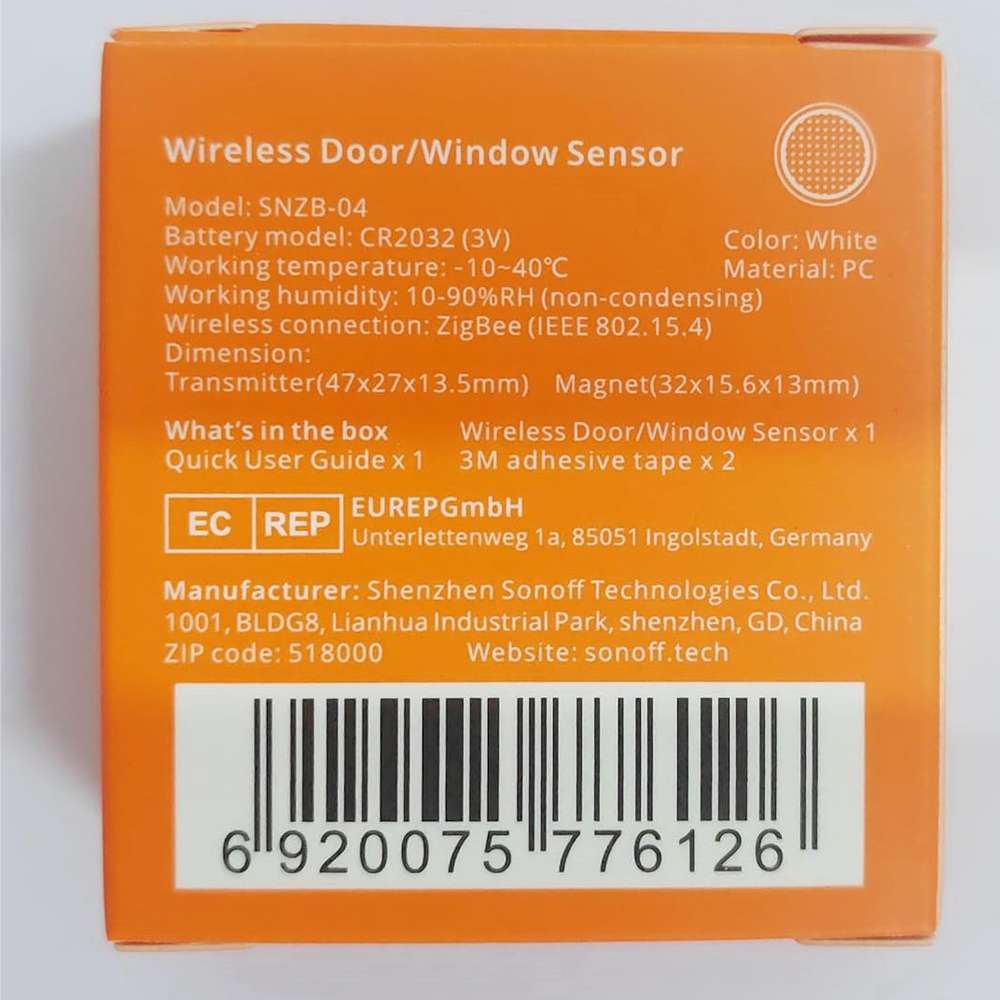 Wireless Door/Window Sensor
Model: SNZB-04
Battery model: CR2032 (3V)
Color: White
Working temperature: -10~40℃
Material: PC
Working humidity: 10-90%RH (non-condensing)
Wireless connection: ZigBee (IEEE 802.15.4)
Dimension:
Transmitter(47x27x13.5mm) Magnet(32x15.6x13mm)
What's in the box Wireless Door/Window Sensor x 1
Quick User Guide x 1 3M adhesive tape x 2
EC REP EUREPGmbH
Unterlettenweg 1a, 85051 Ingolstadt, Germany
Manufacturer: Shenzhen Sonoff Technologies Co., Ltd.
1001, BLDG8, Lianhua Industrial Park, shenzhen, GD, China
ZIP code: 518000 Website: sonoff.tech
6 920075 776126